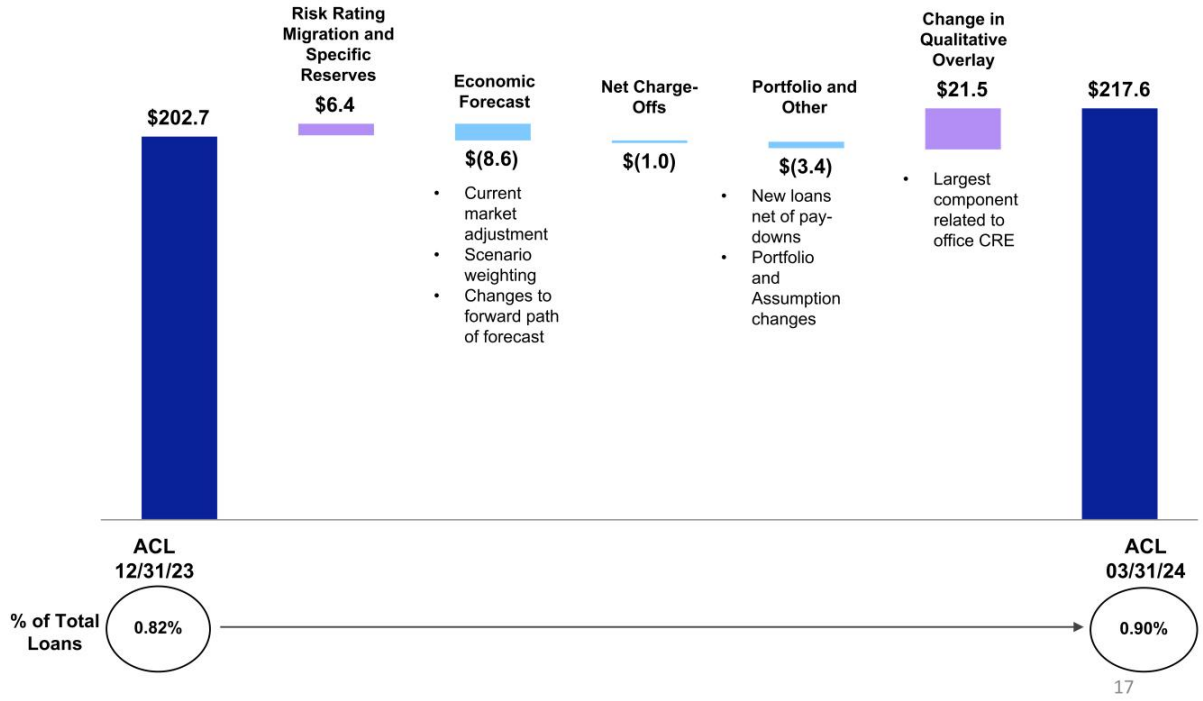 Risk Rating
Migration and
Specific
Reserves
$6.4
Change in
Qualitative
Overlay
$21.5
Economic
Forecast
$(8.6)
Net Charge-
Offs
$(1.0)
Portfolio and
Other
$(3.4)
$202.7
$217.6
• Current
market
adjustment
• Scenario
weighting
• Changes to
forward path
of forecast
• New loans
net of pay-
downs
• Portfolio
and
Assumption
changes
• Largest
component
related to
office CRE
ACL
12/31/23
ACL
03/31/24
% of Total
Loans
0.82%
0.90%
17